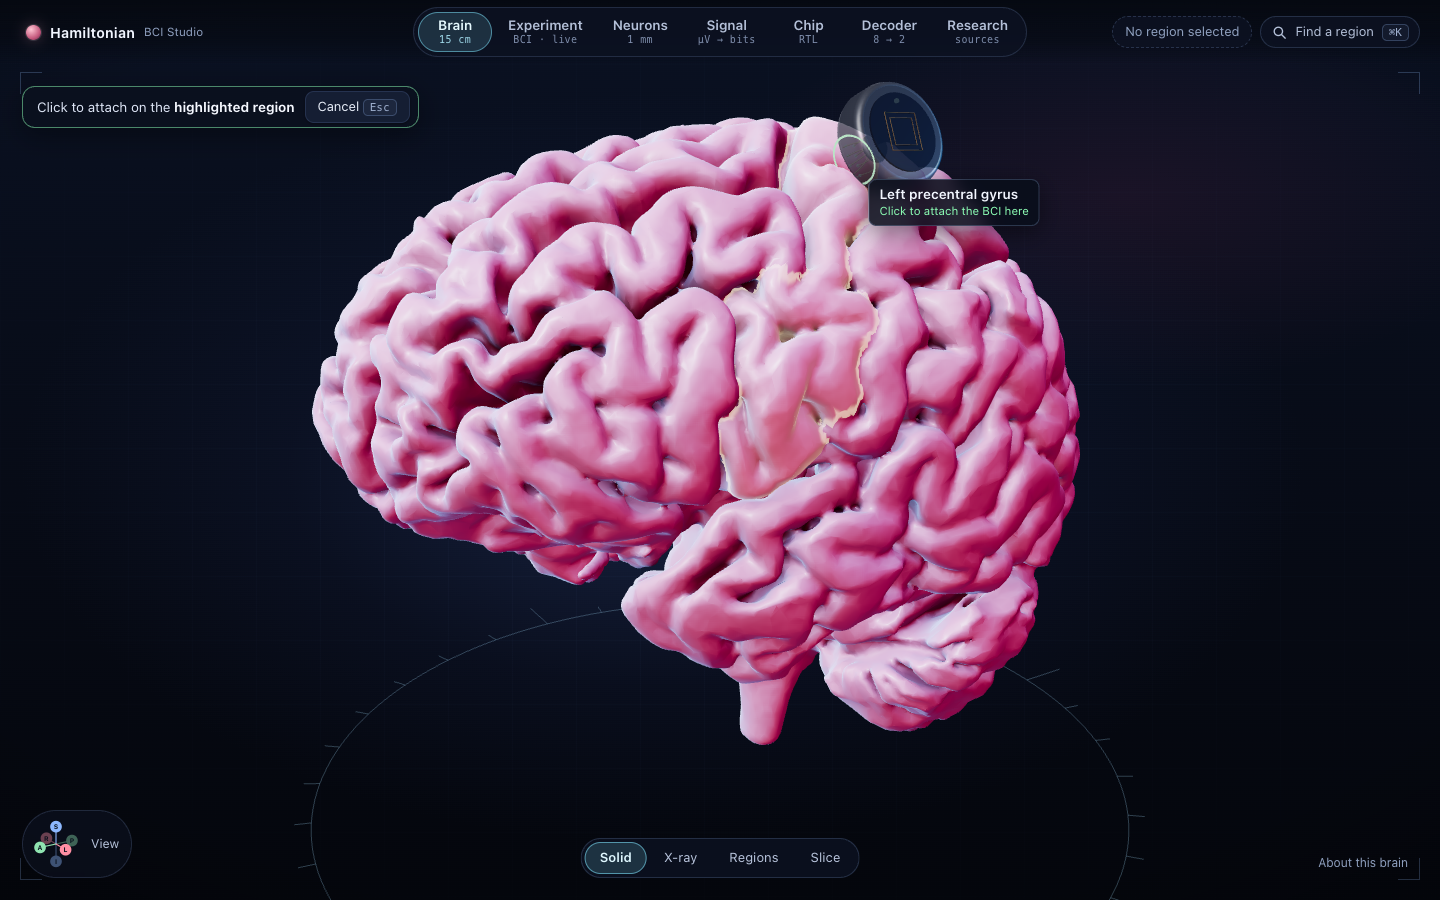 Hamiltonian BCI Studio
Brain
15 cm
Experiment
BCI · live
Neurons
1 mm
Signal
μV → bits
Chip
RTL
Decoder
8 → 2
Research
sources
No region selected
Find a region ⌘K
Click to attach on the highlighted region Cancel Esc
Left precentral gyrus
Click to attach the BCI here
S
A
L
I
View
Solid X-ray Regions Slice
About this brain